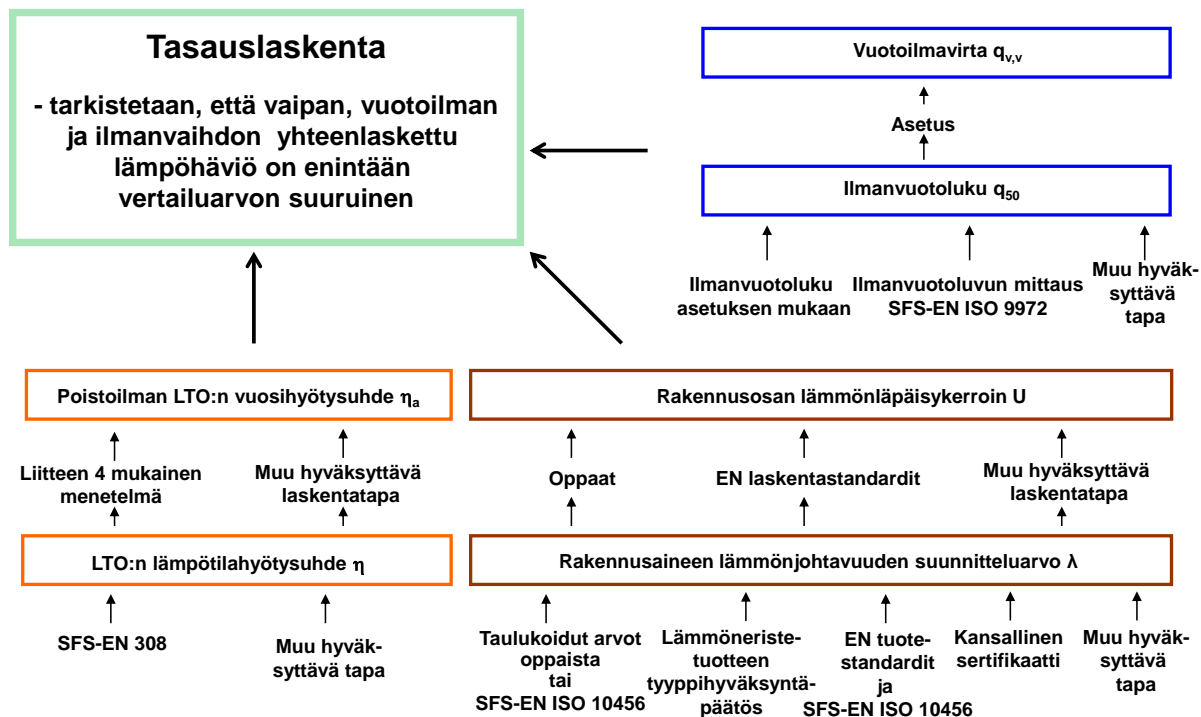 Tasauslaskenta
- tarkistetaan, että vaipan, vuotoilman
ja ilmanvaihdon yhteenlaskettu
lämpöhäviö on enintään
vertailuarvon suuruinen
Vuotoilmavirta qv,v
Asetus
Ilmanvuotoluku q50
Ilmanvuotoluku
asetuksen mukaan
Ilmanvuotoluvun mittaus
SFS-EN ISO 9972
Muu hyväk-
syttävä
tapa
Poistoilman LTO:n vuosihyötysuhde ηa
Liitteen 4 mukainen
menetelmä
Muu hyväksyttävä
laskentatapa
LTO:n lämpötilahyötysuhde η
SFS-EN 308
Muu hyväk-
syttävä tapa
Rakennusosan lämmönläpäisykerroin U
Oppaat
EN laskentastandardit
Muu hyväksyttävä
laskentatapa
Rakennusaineen lämmönjohtavuuden suunnitteluarvo λ
Taulukoidut arvot
oppaista
tai
SFS-EN ISO 10456
Lämmöneriste-
tuotteen
tyyppihyväksyntä-
päätös
EN tuote-
standardit
ja
SFS-EN ISO 10456
Kansallinen
sertifikaatti
Muu hyväk-
syttävä
tapa